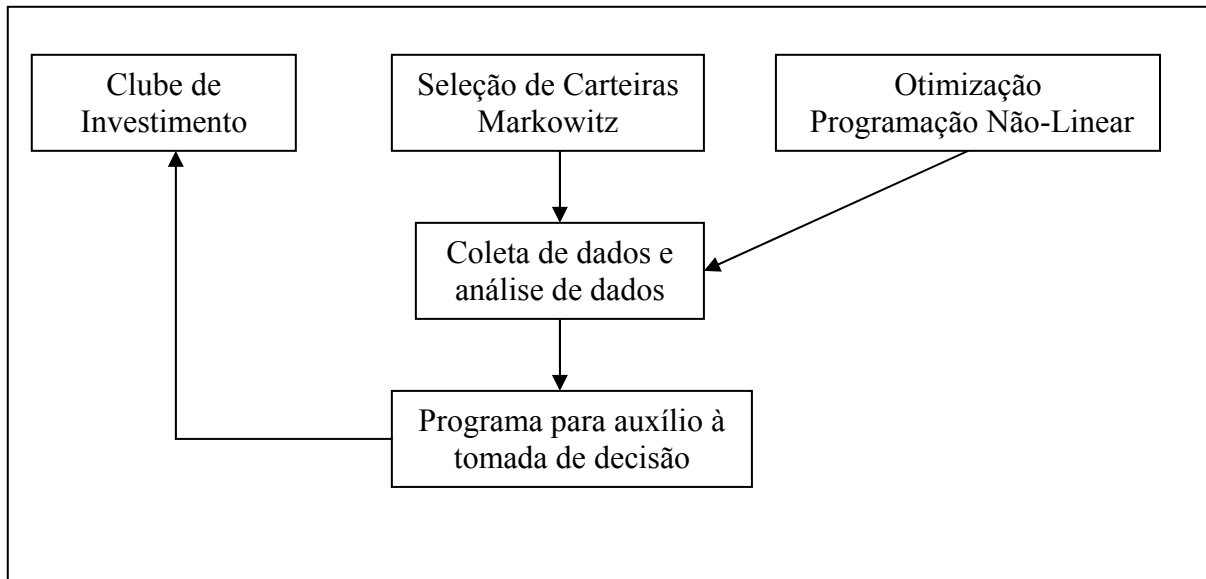 Clube de
Investimento
Seleção de Carteiras
Markowitz
Otimização
Programação Não-Linear
Coleta de dados e
análise de dados
Programa para auxílio à
tomada de decisão